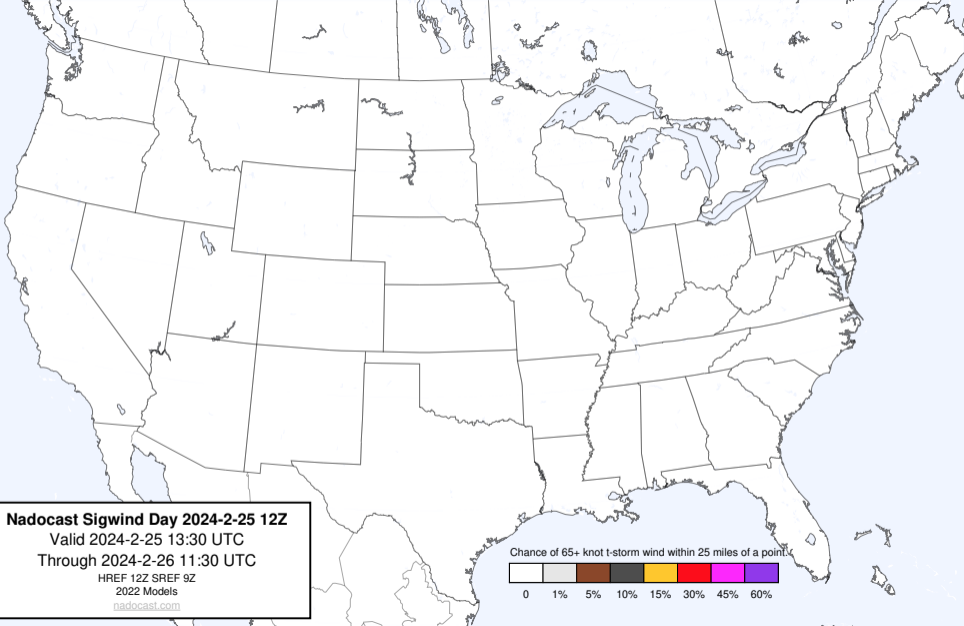 Nadocast Sigwind Day 2024-2-25 12Z
Valid 2024-2-25 13:30 UTC
Through 2024-2-26 11:30 UTC
HREF 12Z SREF 9Z
2022 Models
nadocast.com
Chance of 65+ knot t-storm wind within 25 miles of a point.
0 1% 5% 10% 15% 30% 45% 60%